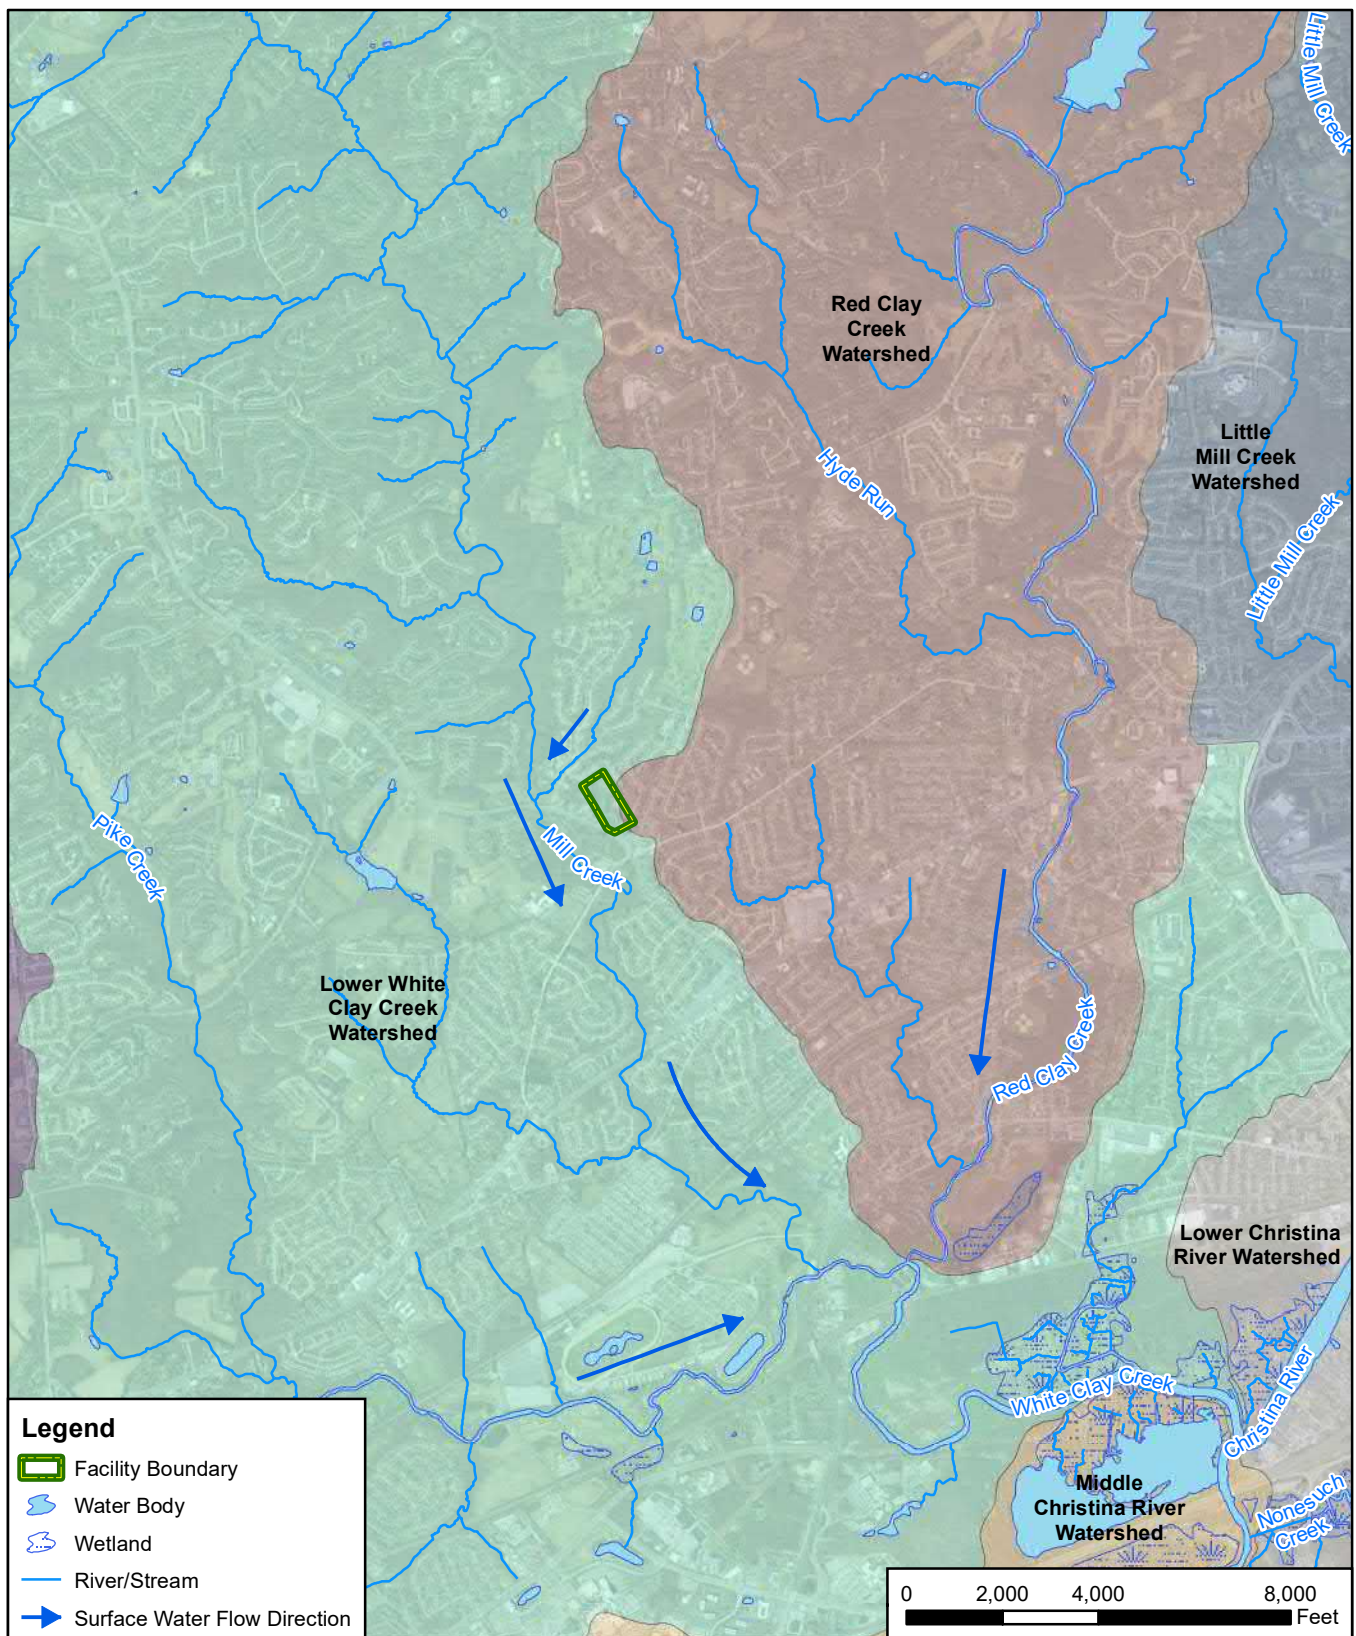 Little Mill Creek
Red Clay
Creek
Watershed
Little
Mill Creek
Watershed
Hyde Run
Little Mill Creek
Pike Creek
Mill Creek
Lower White
Clay Creek
Watershed
Red Clay Creek
Lower Christina
River Watershed
White Clay Creek
Christina River
Middle
Christina River
Watershed
Nonesuch
Creek
Legend
Facility Boundary
Water Body
Wetland
River/Stream
Surface Water Flow Direction
0 2,000 4,000 8,000
Feet